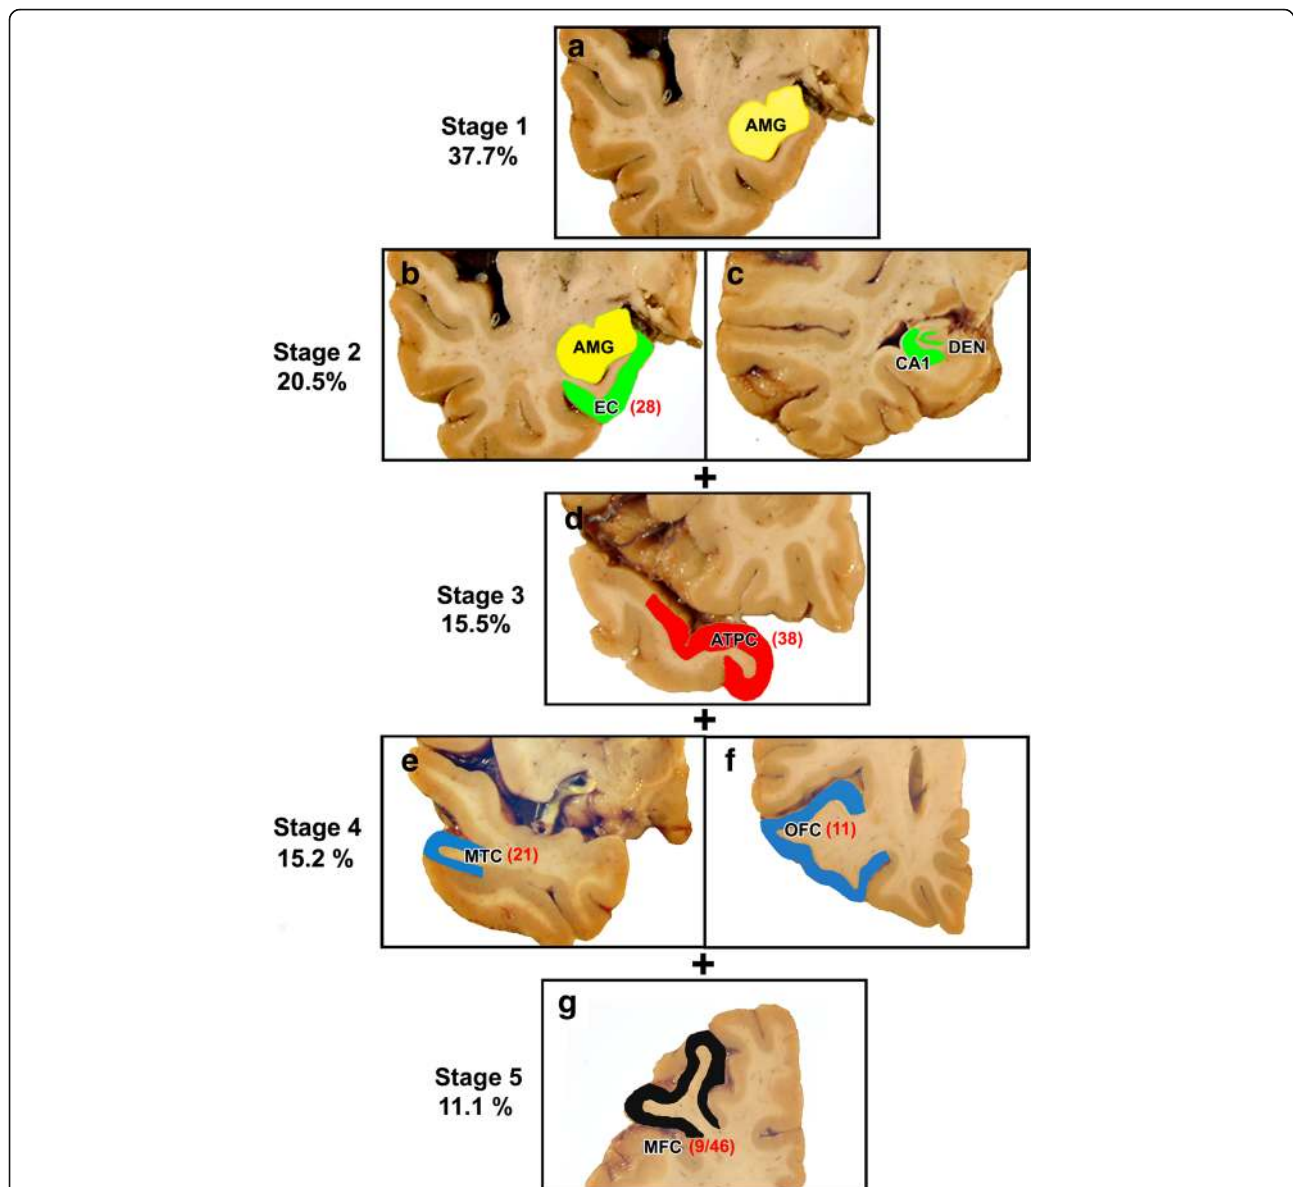 a
Stage 1
37.7%
AMG
b
c
Stage 2
20.5%
AMG
EC (28)
CA1
DEN
+
d
Stage 3
15.5%
ATPC (38)
+
e
f
Stage 4
15.2 %
MTC (21)
OFC (11)
+
g
Stage 5
11.1 %
MFC (9/46)